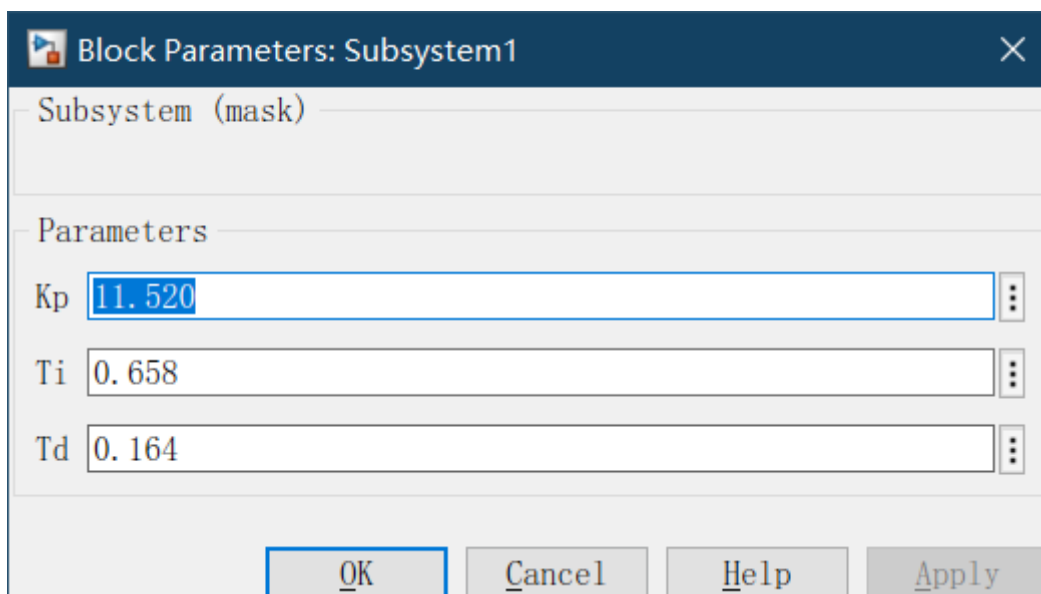 Block Parameters: Subsystem1
Subsystem (mask)
Parameters
Kp 11.520
Ti 0.658
Td 0.164
OK Cancel Help Apply